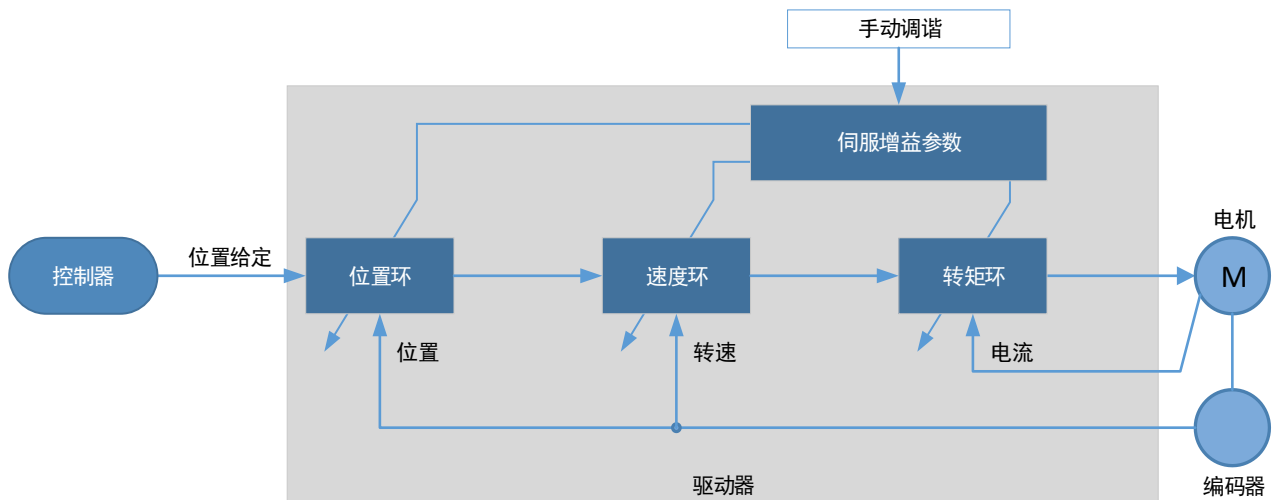 手动调谐
伺服增益参数
电机
控制器
位置给定
位置环
速度环
转矩环
M
位置
转速
电流
驱动器
编码器